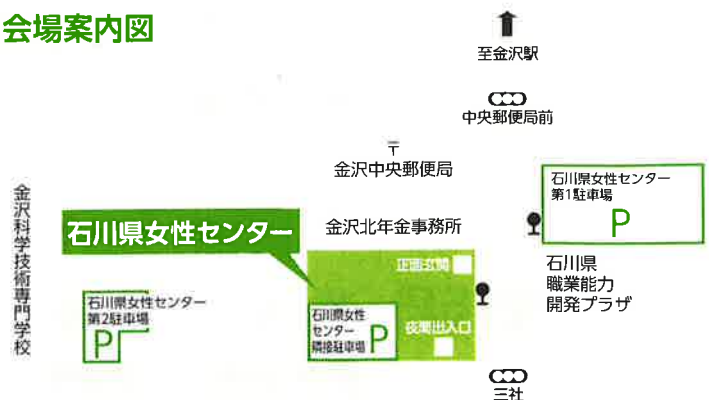 会場案内図
至金沢駅
中央郵便局前
〒
金沢中央郵便局
石川県女性センター
第1駐車場
P
金沢科学技術専門学校
石川県女性センター
金沢北年金事務所
正面玄関
石川県
職業能力
開発プラザ
石川県女性センター
第2駐車場
P
石川県女性
センター
隣接駐車場
P
夜間出入口
三社